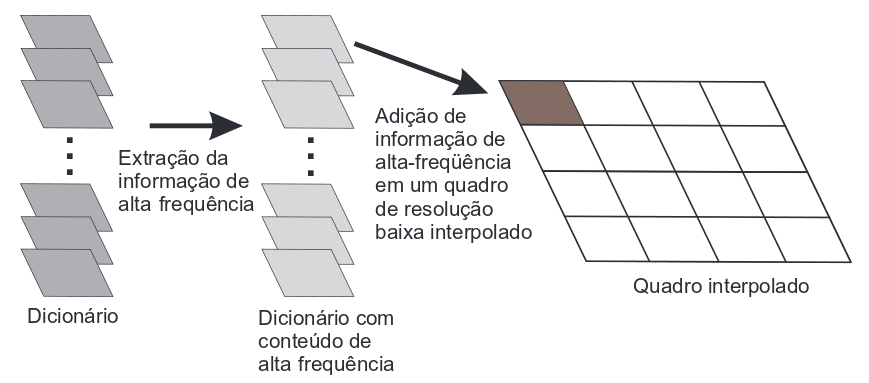 Extração da
informação de
alta frequência
Adição de
informação de
alta-freqüência
em um quadro
de resolução
baixa interpolado
Dicionário
Dicionário com
conteúdo de
alta frequência
Quadro interpolado